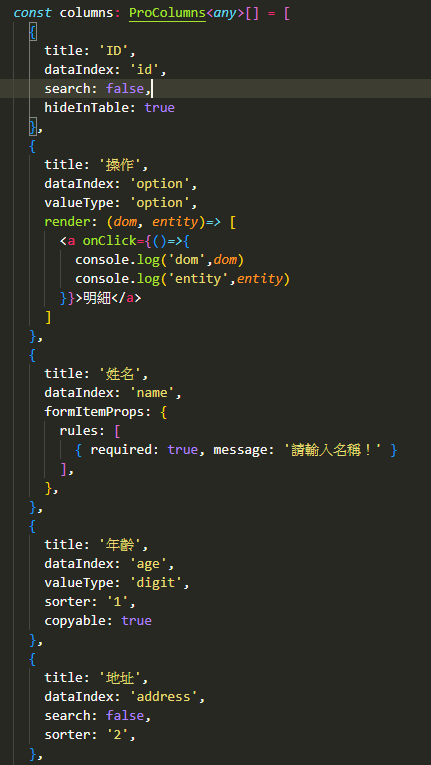 const columns: ProColumns<any>[] = [
  {
    title: 'ID',
    dataIndex: 'id',
    search: false,
    hideInTable: true
  },
  {
    title: '操作',
    dataIndex: 'option',
    valueType: 'option',
    render: (dom, entity)=> [
      <a onClick={()=>{
        console.log('dom',dom)
        console.log('entity',entity)
      }}>明細</a>
    ]
  },
  {
    title: '姓名',
    dataIndex: 'name',
    formItemProps: {
      rules: [
        { required: true, message: '請輸入名稱！' }
      ],
    },
  },
  {
    title: '年齡',
    dataIndex: 'age',
    valueType: 'digit',
    sorter: '1',
    copyable: true
  },
  {
    title: '地址',
    dataIndex: 'address',
    search: false,
    sorter: '2',
  },